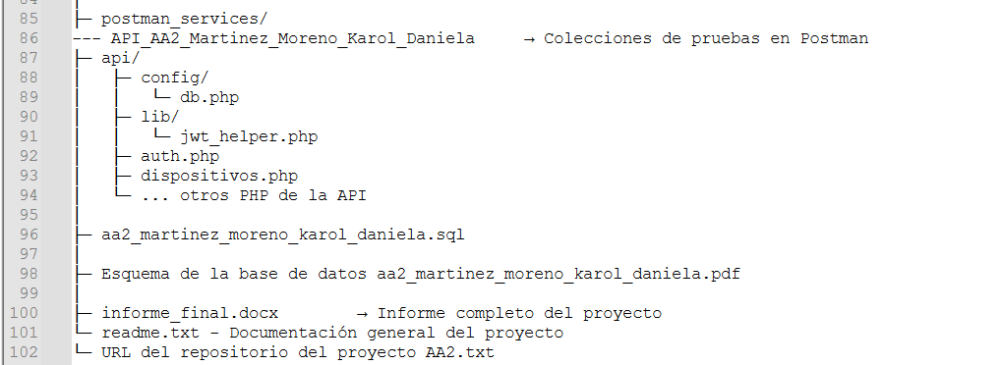 85 ├─ postman_services/
86 --- API_AA2_Martinez_Moreno_Karol_Daniela     → Colecciones de pruebas en Postman
87 ├─ api/
88 │   ├─ config/
89 │   │   └─ db.php
90 │   ├─ lib/
91 │   │   └─ jwt_helper.php
92 │   ├─ auth.php
93 │   ├─ dispositivos.php
94 │   └─ ... otros PHP de la API
95 │
96 ├─ aa2_martinez_moreno_karol_daniela.sql
97 │
98 ├─ Esquema de la base de datos aa2_martinez_moreno_karol_daniela.pdf
99 │
100 ├─ informe_final.docx        → Informe completo del proyecto
101 └─ readme.txt - Documentación general del proyecto
102 └─ URL del repositorio del proyecto AA2.txt